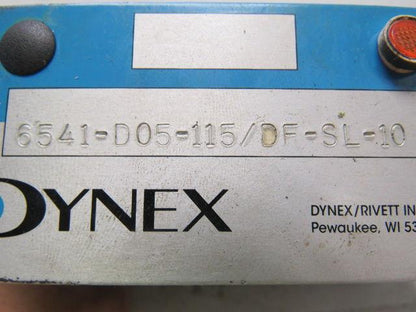 6541-D05-115/DF-SL-10
DYNEX
DYNEX/RIVETT IN
Pewaukee, WI 53